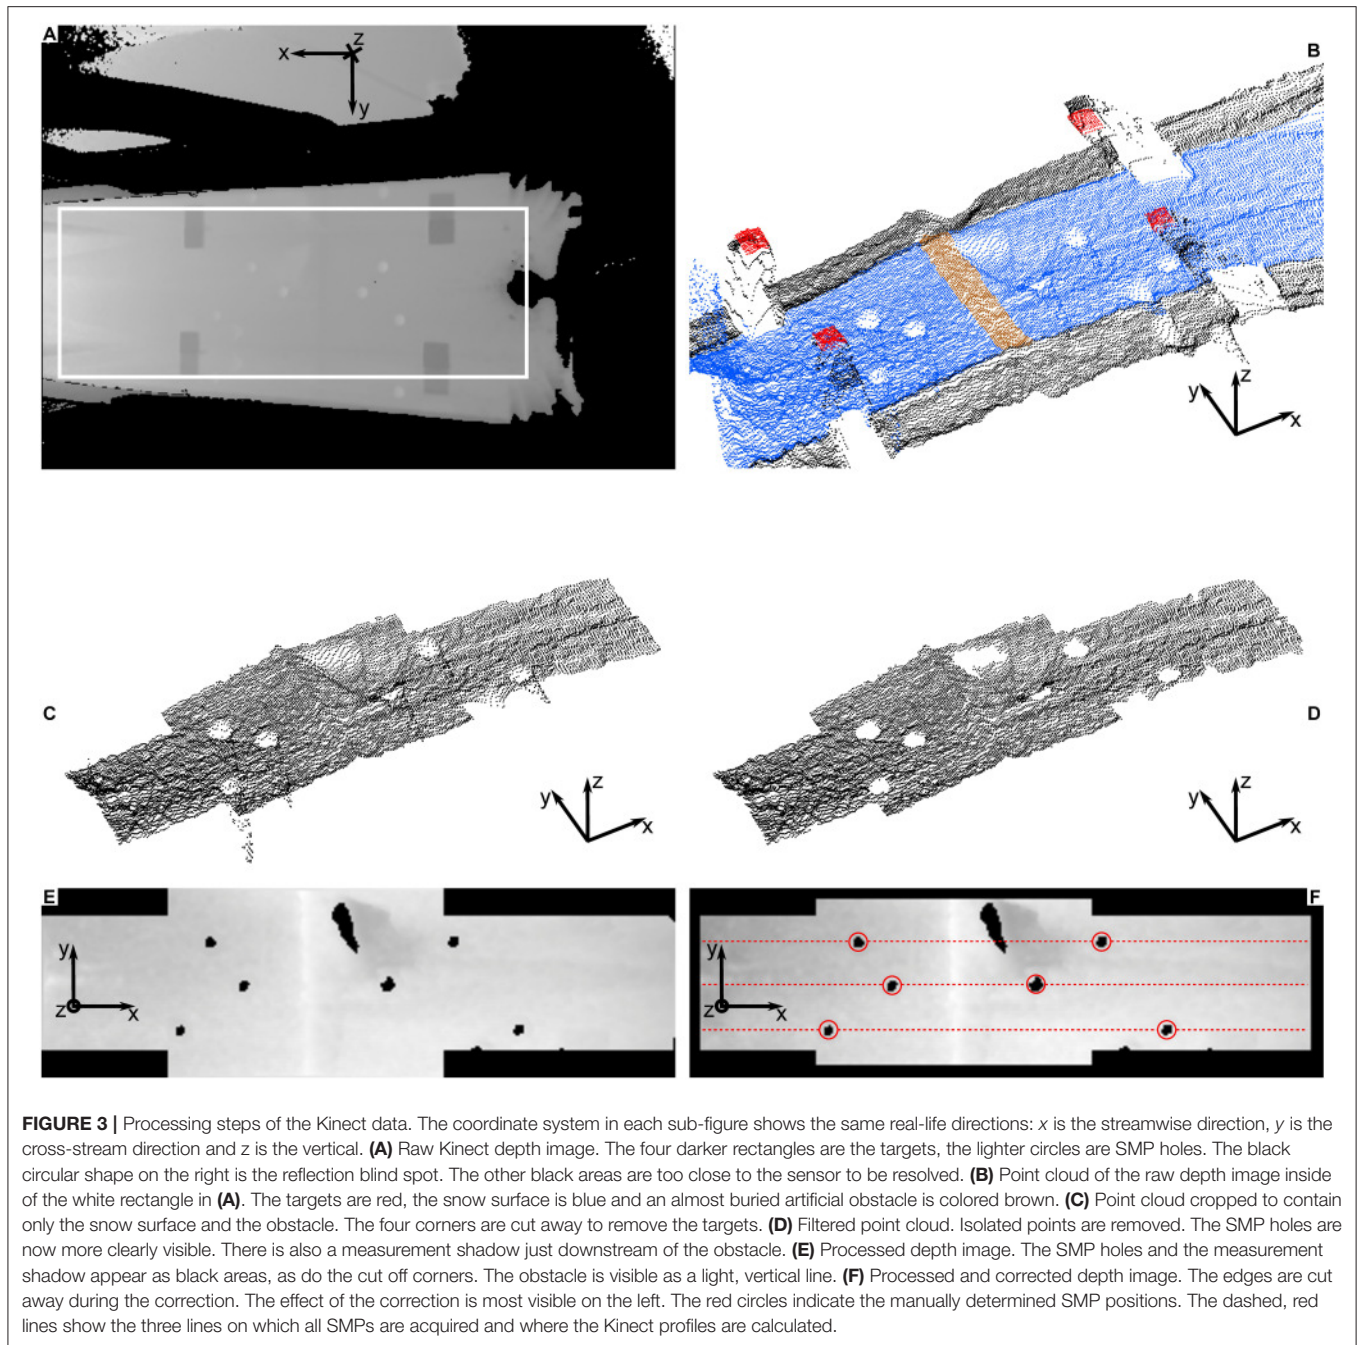 A
z
x
y
B
z
y
x
C
z
y
x
D
z
y
x
E
y
z
x
F
y
z
x
FIGURE 3 | Processing steps of the Kinect data. The coordinate system in each sub-figure shows the same real-life directions: x is the streamwise direction, y is the
cross-stream direction and z is the vertical. (A) Raw Kinect depth image. The four darker rectangles are the targets, the lighter circles are SMP holes. The black
circular shape on the right is the reflection blind spot. The other black areas are too close to the sensor to be resolved. (B) Point cloud of the raw depth image inside
of the white rectangle in (A). The targets are red, the snow surface is blue and an almost buried artificial obstacle is colored brown. (C) Point cloud cropped to contain
only the snow surface and the obstacle. The four corners are cut away to remove the targets. (D) Filtered point cloud. Isolated points are removed. The SMP holes are
now more clearly visible. There is also a measurement shadow just downstream of the obstacle. (E) Processed depth image. The SMP holes and the measurement
shadow appear as black areas, as do the cut off corners. The obstacle is visible as a light, vertical line. (F) Processed and corrected depth image. The edges are cut
away during the correction. The effect of the correction is most visible on the left. The red circles indicate the manually determined SMP positions. The dashed, red
lines show the three lines on which all SMPs are acquired and where the Kinect profiles are calculated.